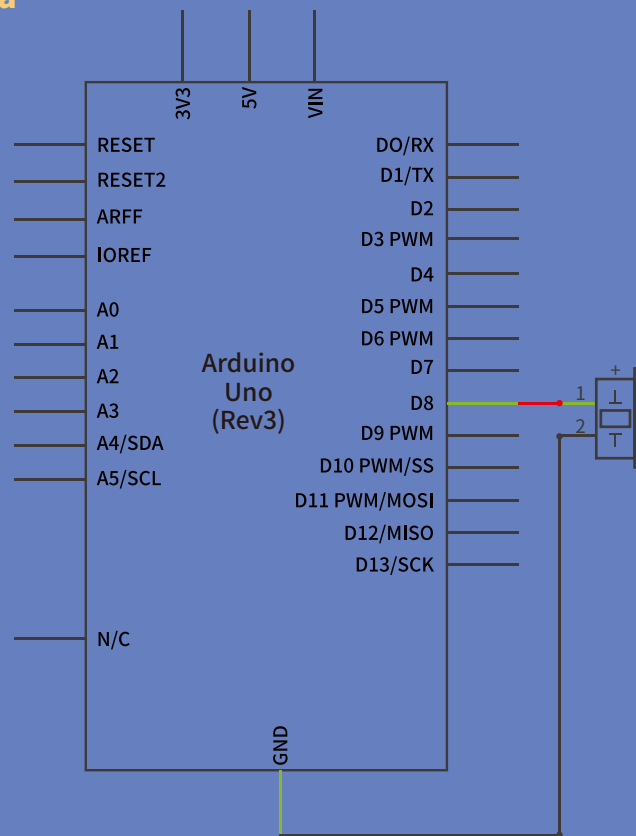 a
3V3
5V
VIN
RESET
RESET2
ARFF
IOREF
A0
A1
A2
A3
A4/SDA
A5/SCL
N/C
Arduino
Uno
(Rev3)
DO/RX
D1/TX
D2
D3 PWM
D4
D5 PWM
D6 PWM
D7
D8
D9 PWM
D10 PWM/SS
D11 PWM/MOSI
D12/MISO
D13/SCK
GND
+
1
2